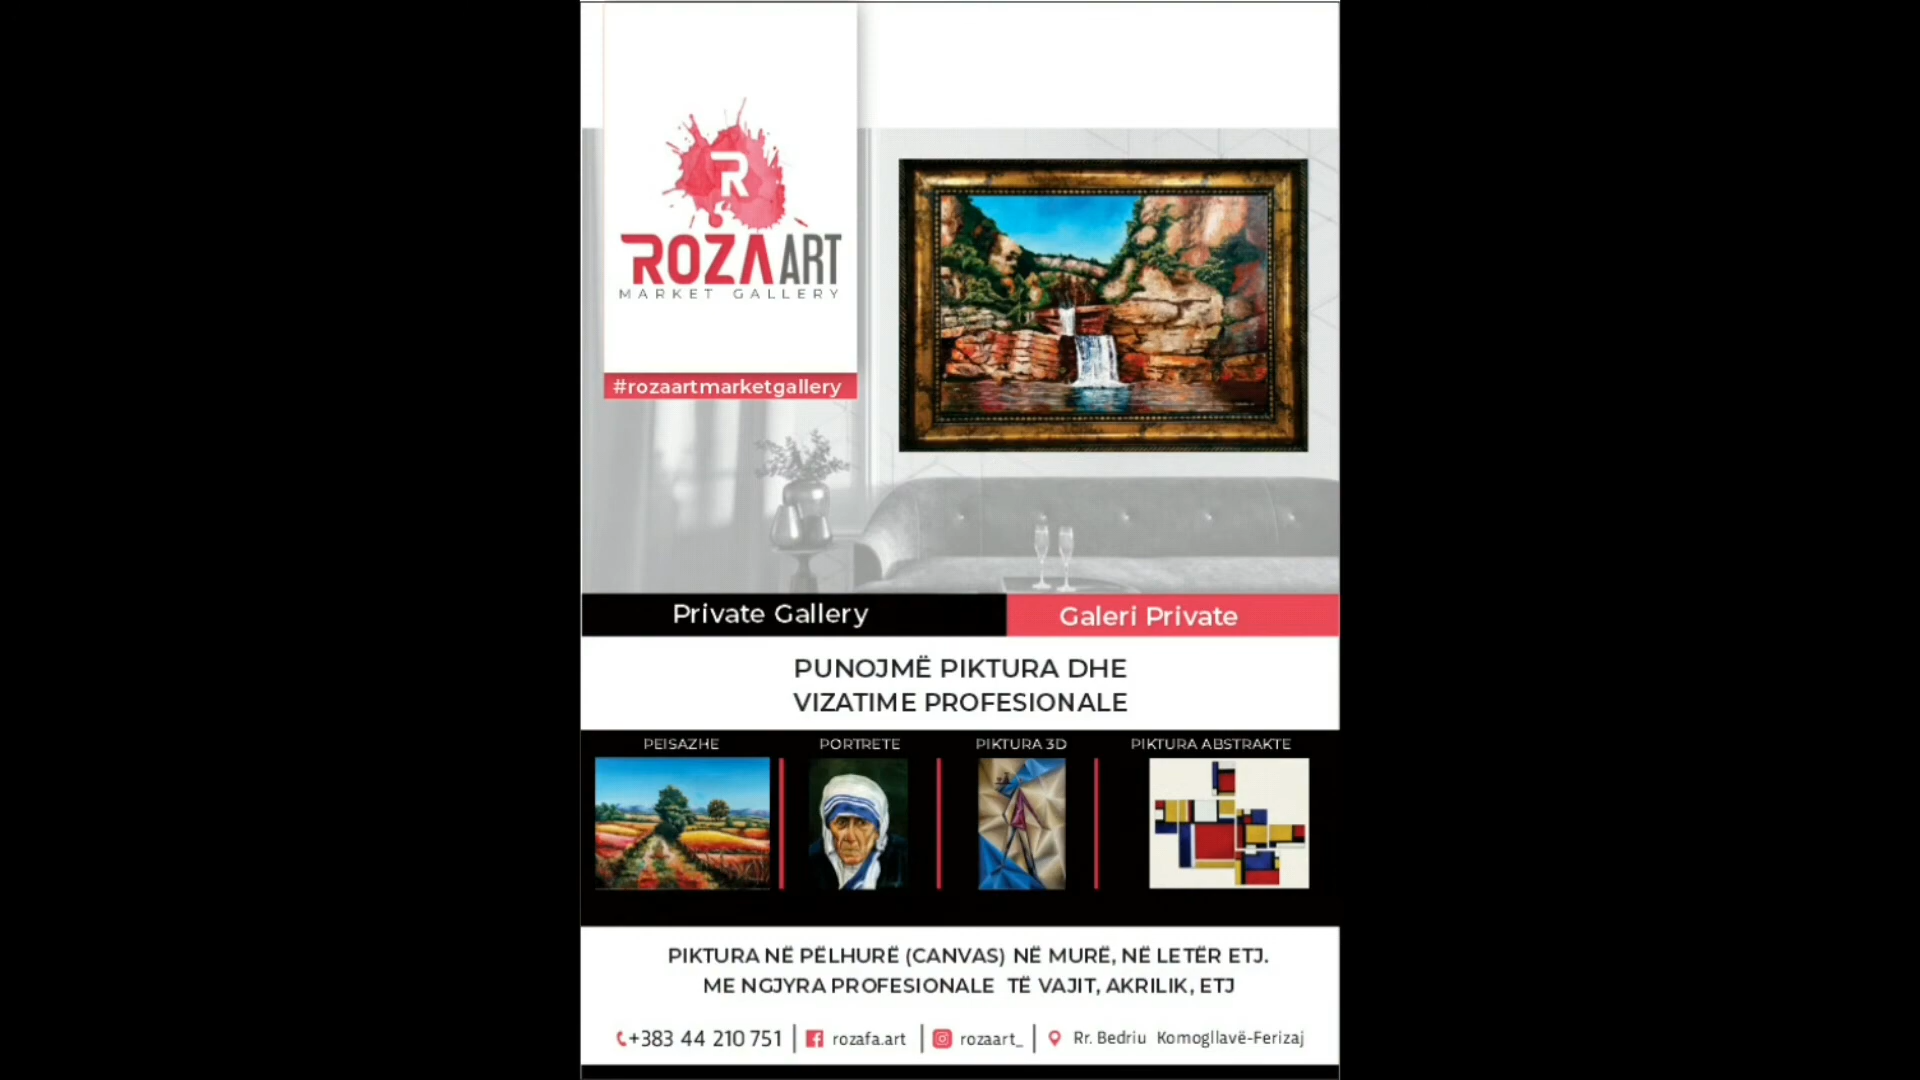 R
ROZA ART
MARKET GALLERY
#rozaartmarketgallery
Private Gallery
Galeri Private
PUNOJMË PIKTURA DHE
VIZATIME PROFESIONALE
PEISAZHE
PORTRETE
PIKTURA 3D
PIKTURA ABSTRAKTE
PIKTURA NË PËLHURË (CANVAS) NË MURË, NË LETËR ETJ.
ME NGJYRA PROFESIONALE TË VAJIT, AKRILIK, ETJ
+383 44 210 751 | rozafa.art | rozaart_ | Rr. Bedriu Komogllavë-Ferizaj